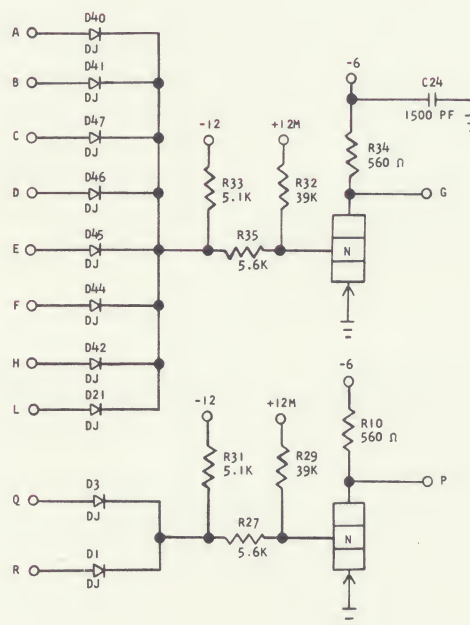 D40
A
DJ
D41
B
DJ
D47
C
DJ
D46
D
DJ
D45
E
DJ
D44
F
DJ
D42
H
DJ
D21
L
DJ
-12
+12M
R33
5.1K
R32
39K
R35
5.6K
-6
C24
1500 PF
R34
560 Ω
G
N
-12
+12M
R31
5.1K
R29
39K
R27
5.6K
-6
R10
560 Ω
P
N
D3
Q
DJ
D1
R
DJ